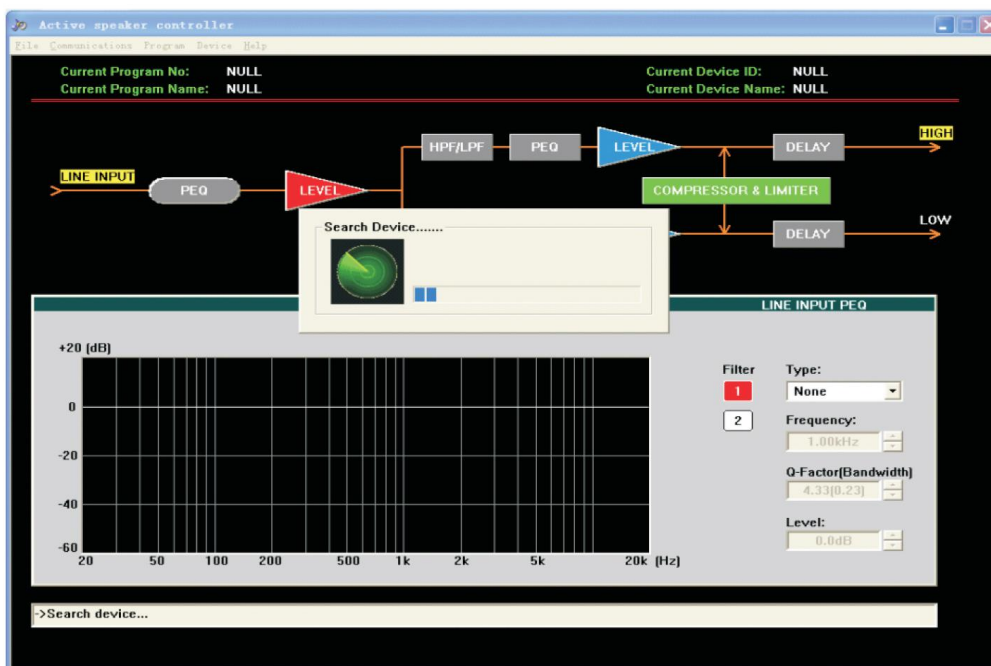 Active speaker controller
File Communications Program Device Help
Current Program No: NULL
Current Program Name: NULL
Current Device ID: NULL
Current Device Name: NULL
LINE INPUT
PEQ
LEVEL
HPF/LPF
PEQ
LEVEL
DELAY
HIGH
COMPRESSOR & LIMITER
DELAY
LOW
Search Device.......
LINE INPUT PEQ
+20 (dB)
0
-20
-40
-60
20 50 100 200 500 1k 2k 5k 20k (Hz)
Filter
1
2
Type:
None
Frequency:
1.00kHz
Q-Factor(Bandwidth)
4.33(0.23)
Level:
0.0dB
->Search device...